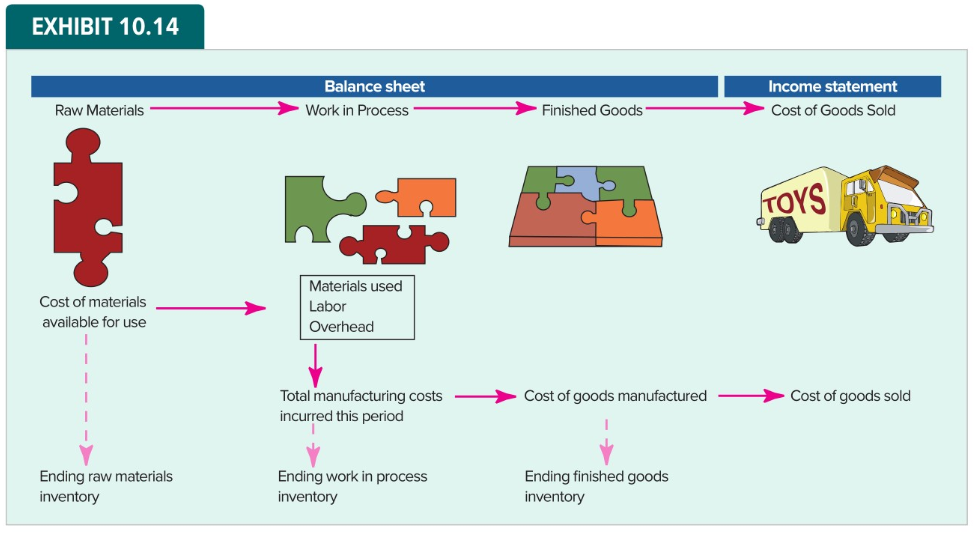 EXHIBIT 10.14
Balance sheet
Income statement
Raw Materials
Work in Process
Finished Goods
Cost of Goods Sold
TOYS
Materials used
Labor
Overhead
Cost of materials
available for use
Total manufacturing costs
incurred this period
Cost of goods manufactured
Cost of goods sold
Ending raw materials
inventory
Ending work in process
inventory
Ending finished goods
inventory